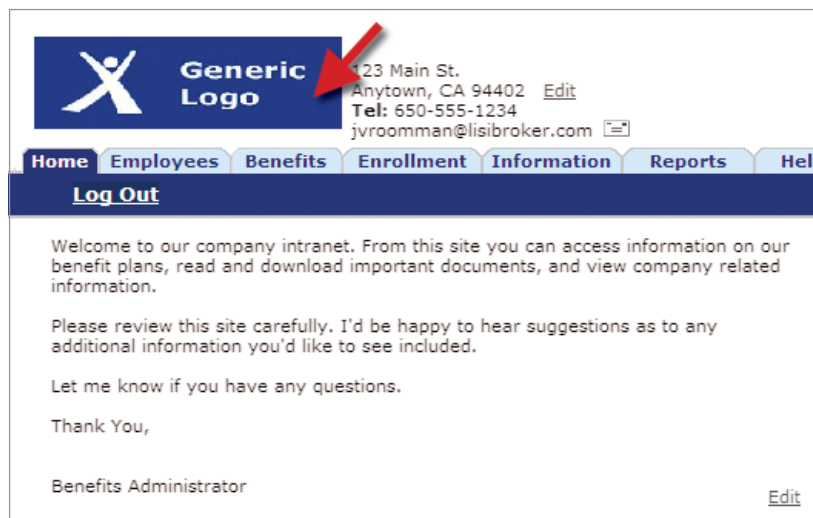 Generic
Logo
123 Main St.
Anytown, CA 94402 Edit
Tel: 650-555-1234
jvroomman@lisibroker.com
Home Employees Benefits Enrollment Information Reports Hel
Log Out
Welcome to our company intranet. From this site you can access information on our
benefit plans, read and download important documents, and view company related
information.
Please review this site carefully. I'd be happy to hear suggestions as to any
additional information you'd like to see included.
Let me know if you have any questions.
Thank You,
Benefits Administrator
Edit